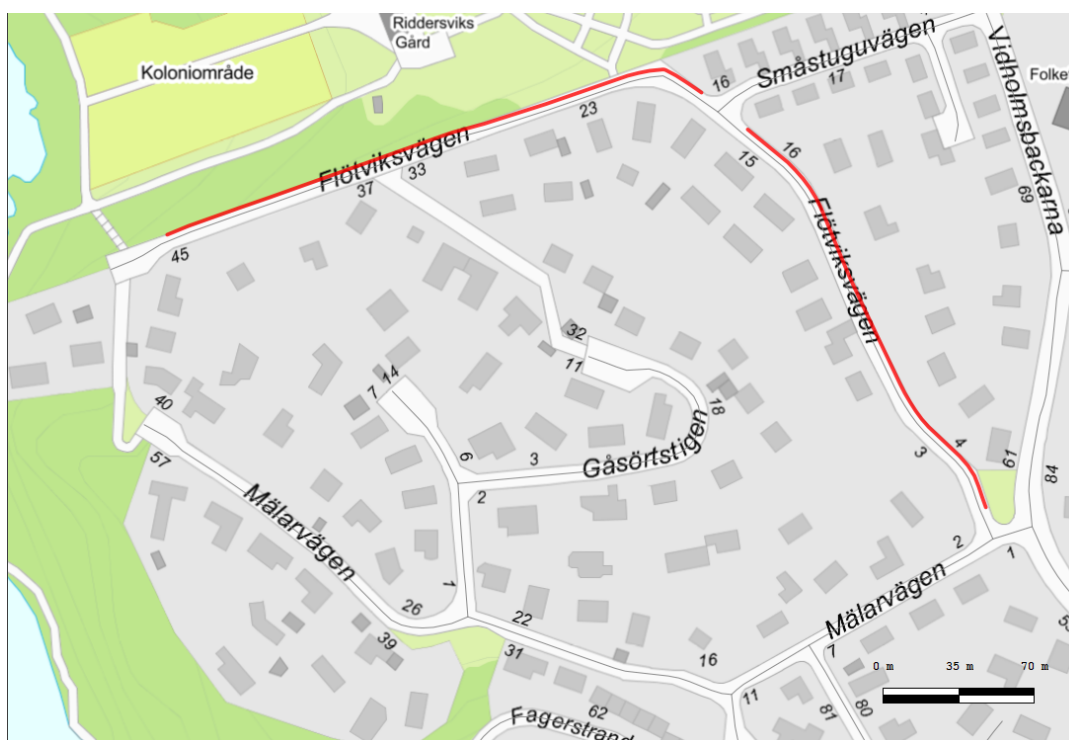 Riddersviks
Gård
Koloniområde
Småstuguvägen
Vidholmsbackarna
Folket
16
17
23
Flötviksvägen
33
37
15
16
45
69
Flötviksvägen
32
11
14
7
18
40
57
6
3
Gåsörtstigen
2
3
4
61
84
Mälarvägen
1
2
1
26
22
39
31
16
Mälarvägen
7
11
81
80
62
Fagerstrand
0 m
35 m
70 m